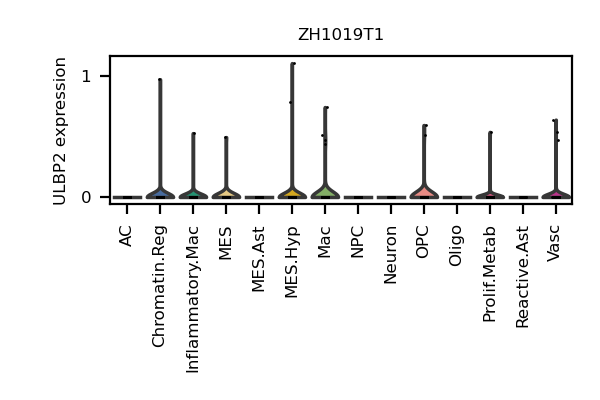 ZH1019T1
ULBP2 expression
1
0
AC
Chromatin.Reg
Inflammatory.Mac
MES
MES.Ast
MES.Hyp
Mac
NPC
Neuron
OPC
Oligo
Prolif.Metab
Reactive.Ast
Vasc